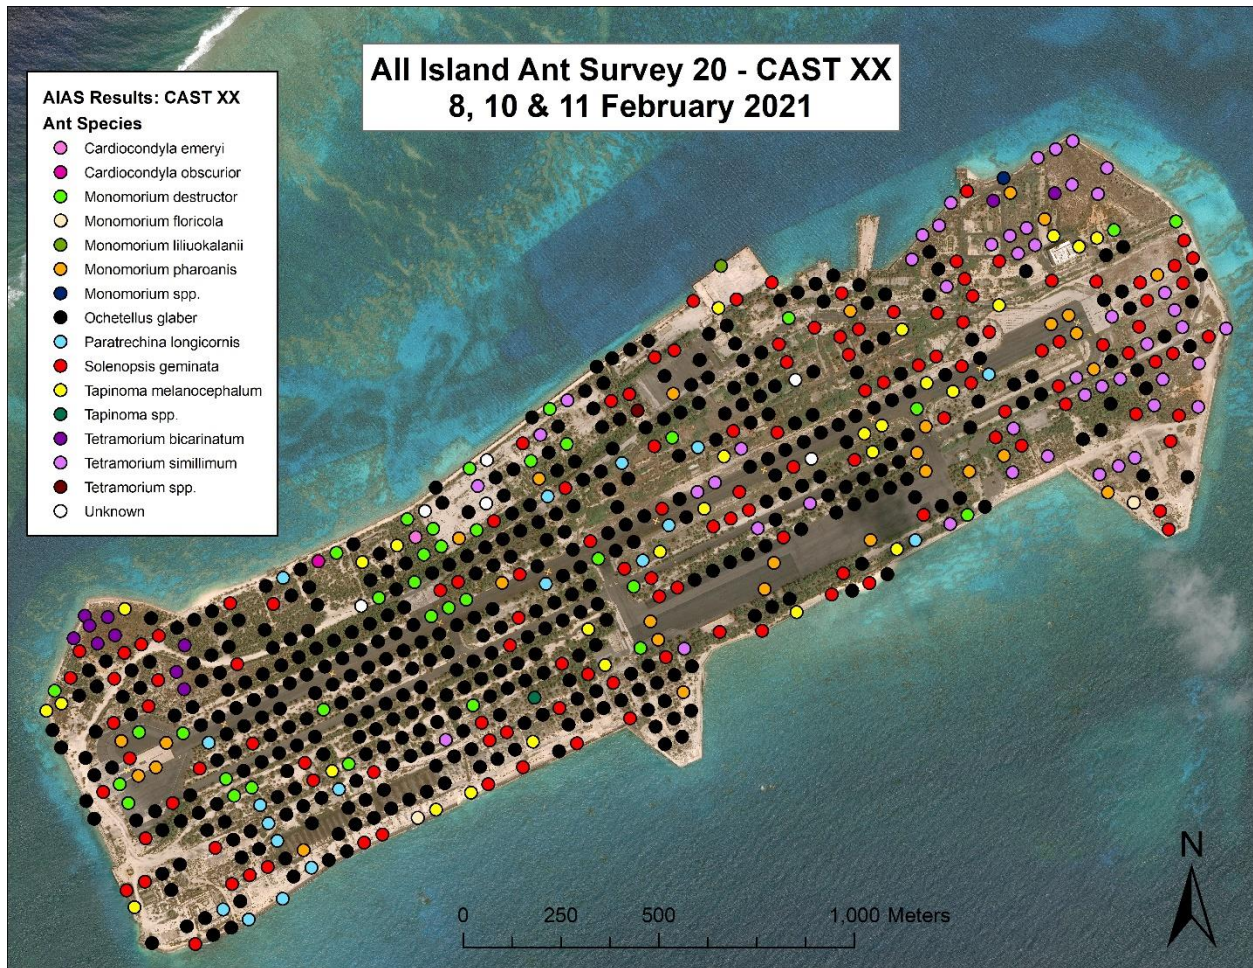 All Island Ant Survey 20 - CAST XX
8, 10 & 11 February 2021
AIAS Results: CAST XX
Ant Species
Cardiocondyla emeryi
Cardiocondyla obscurior
Monomorium destructor
Monomorium floricola
Monomorium liliuokalanii
Monomorium pharoanis
Monomorium spp.
Ochetellus glaber
Paratrechina longicornis
Solenopsis geminata
Tapinoma melanocephalum
Tapinoma spp.
Tetramorium bicarinatum
Tetramorium simillimum
Tetramorium spp.
Unknown
N
0 250 500 1,000 Meters